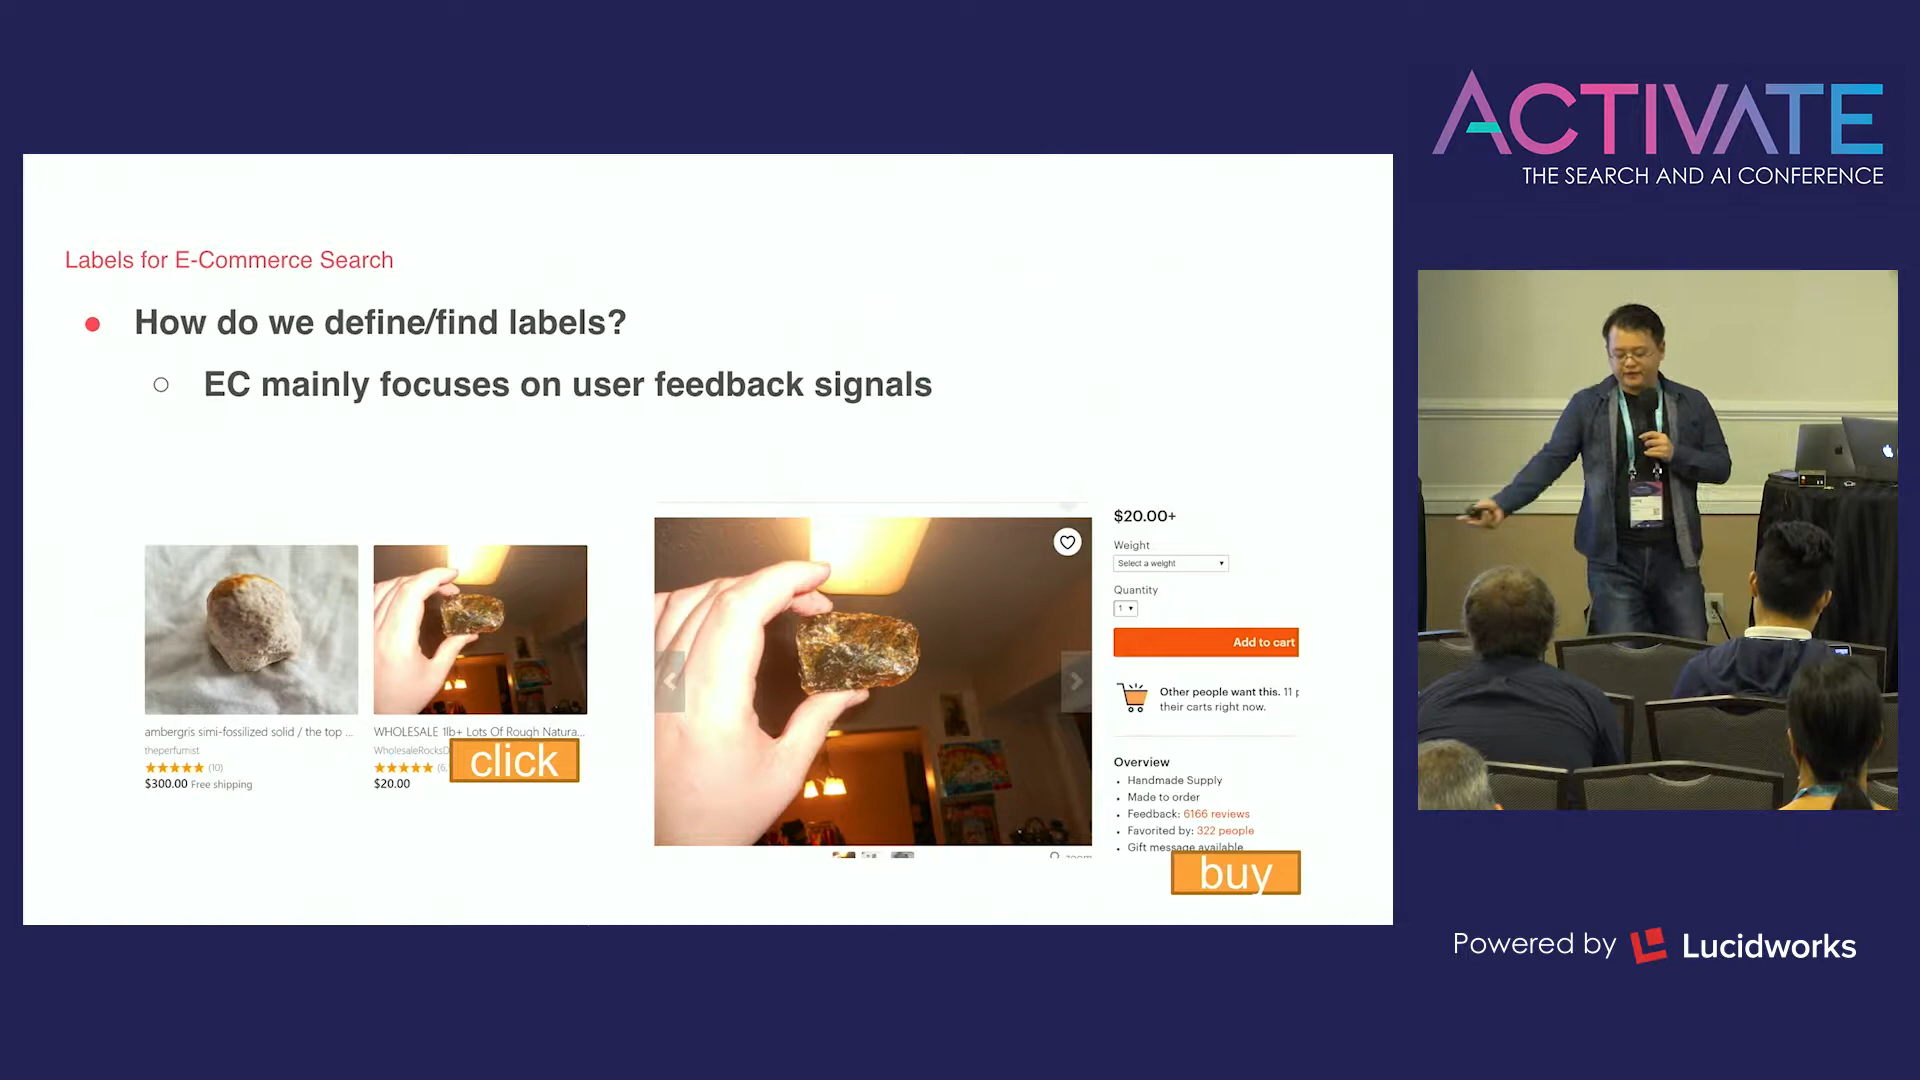 ACTIVATE
THE SEARCH AND AI CONFERENCE
Labels for E-Commerce Search
How do we define/find labels?
EC mainly focuses on user feedback signals
ambergris simi-fossilized solid / the top ...
theperfumist
(10)
$300.00 Free shipping
WHOLESALE 1lb+ Lots Of Rough Natura...
WholesaleRocksD
(6,
$20.00
click
$20.00+
Weight
Select a weight
Quantity
1
Add to cart
Other people want this. 11 p
their carts right now.
Overview
Handmade Supply
Made to order
Feedback: 6166 reviews
Favorited by: 322 people
Gift message available
zoom
buy
Powered by Lucidworks